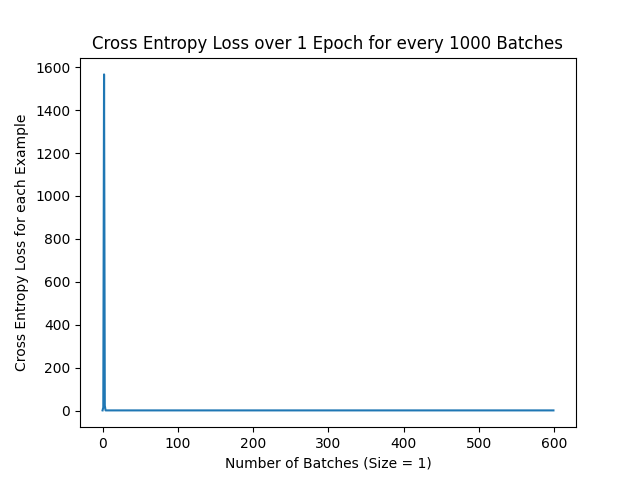 Cross Entropy Loss over 1 Epoch for every 1000 Batches
1600
1400
1200
1000
800
600
400
200
0
Cross Entropy Loss for each Example
0 100 200 300 400 500 600
Number of Batches (Size = 1)